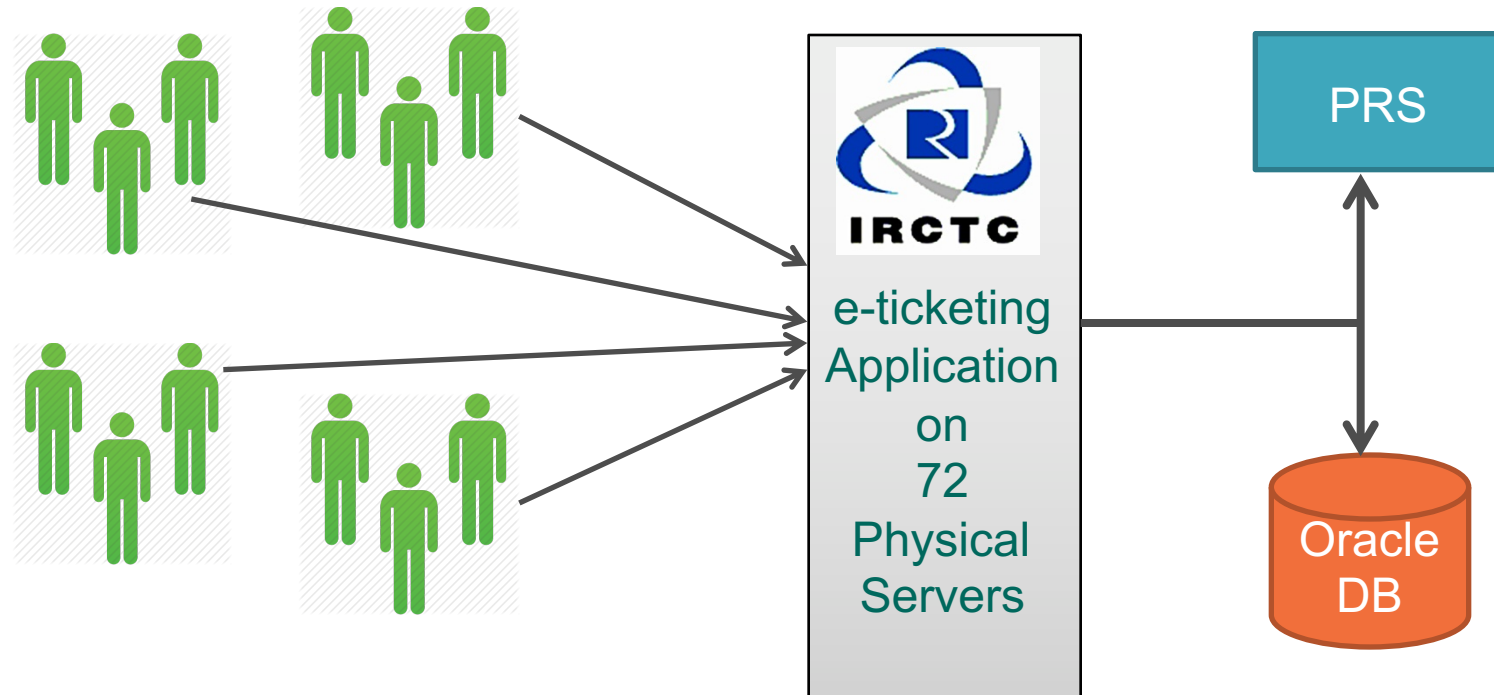 IRCTC
e-ticketing
Application
on
72
Physical
Servers
PRS
Oracle
DB